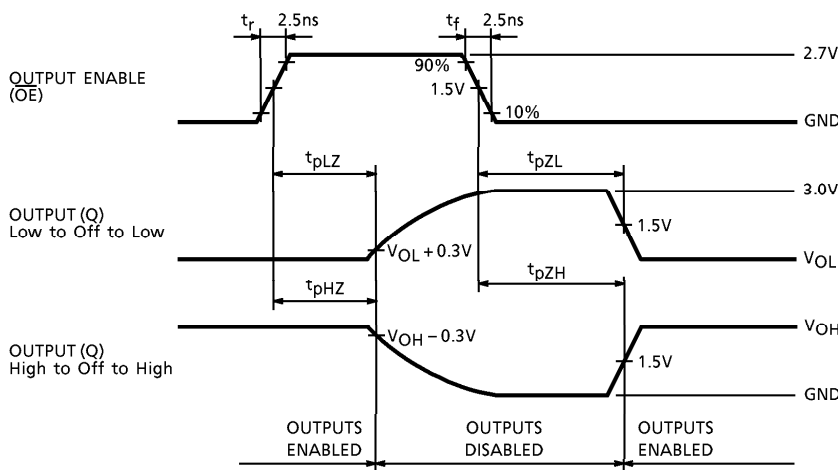 tr 2.5ns tf 2.5ns
2.7V
OUTPUT ENABLE
(OE)
90%
1.5V
10%
GND
tpLZ tpZL
3.0V
OUTPUT (Q)
Low to Off to Low
1.5V
VOL + 0.3V
VOL
tpHZ tpZH
VOH
VOH − 0.3V
OUTPUT (Q)
High to Off to High
1.5V
GND
OUTPUTS ENABLED
OUTPUTS DISABLED
OUTPUTS ENABLED